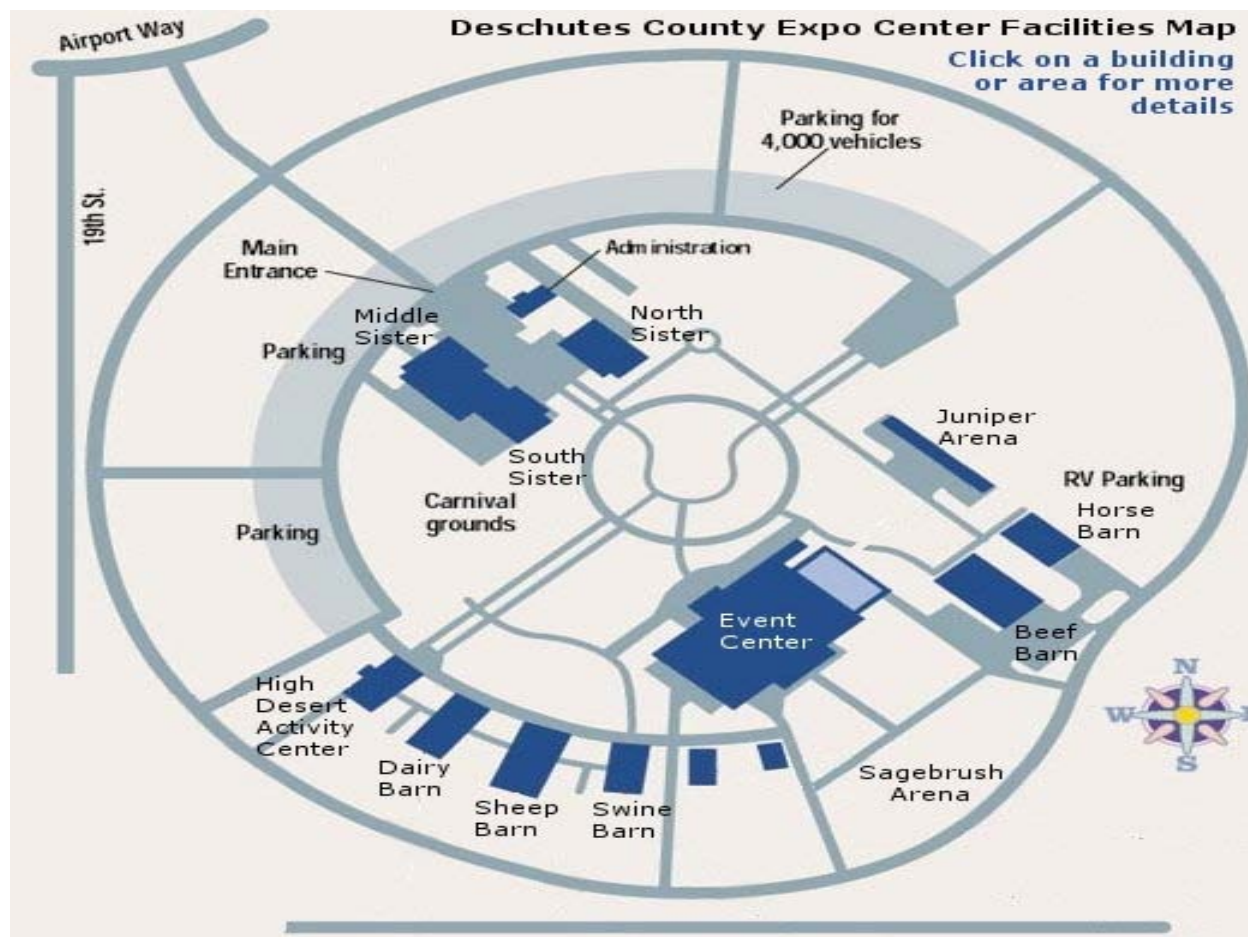 Deschutes County Expo Center Facilities Map
Click on a building
or area for more
details
Airport Way
19th St.
Parking for
4,000 vehicles
Main
Entrance
Administration
Middle
Sister
North
Sister
Parking
Juniper
Arena
South
Sister
RV Parking
Carnival
grounds
Horse
Barn
Parking
Event
Center
Beef
Barn
High
Desert
Activity
Center
Dairy
Barn
Sheep
Barn
Swine
Barn
Sagebrush
Arena
N
W
E
S